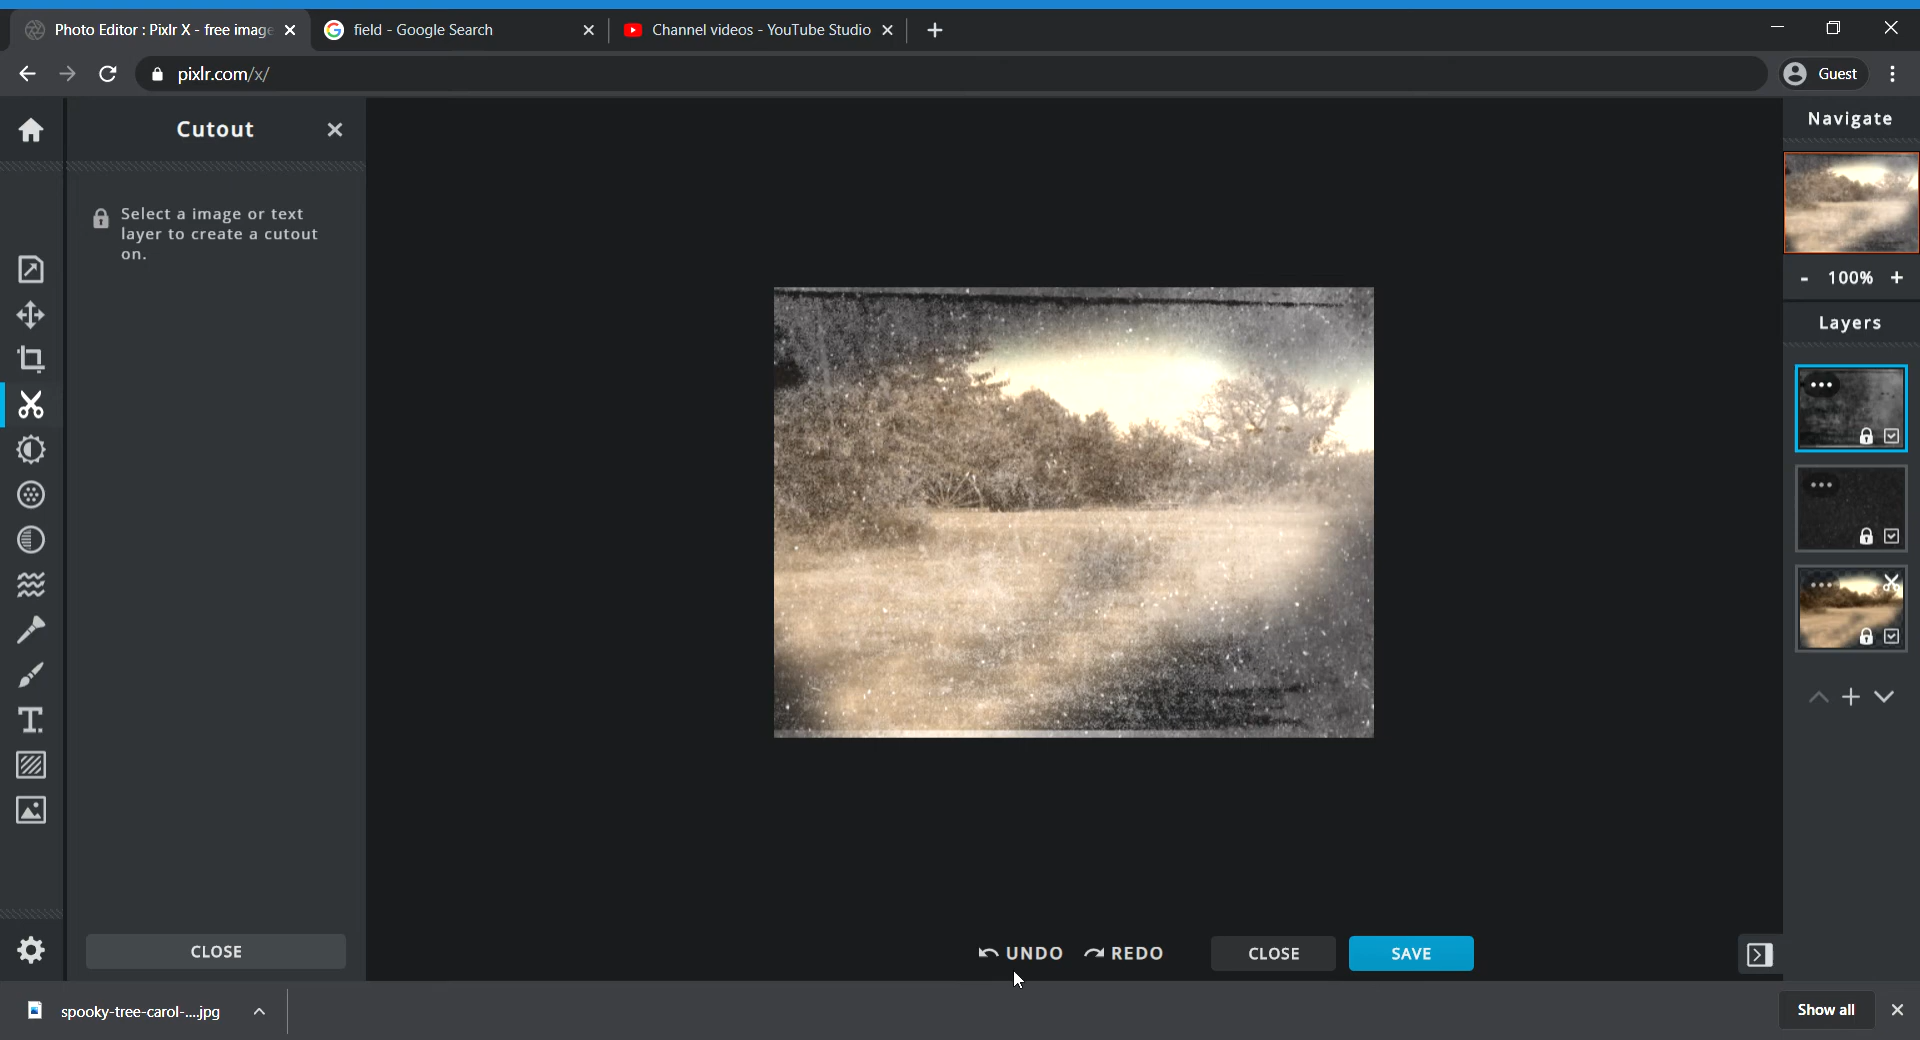 Photo Editor : Pixlr X - free image
field - Google Search
Channel videos - YouTube Studio
pixlr.com/x/
Guest
Cutout
Navigate
Select a image or text
layer to create a cutout
on.
- 100% +
Layers
CLOSE
UNDO
REDO
CLOSE
SAVE
spooky-tree-carol-....jpg
Show all